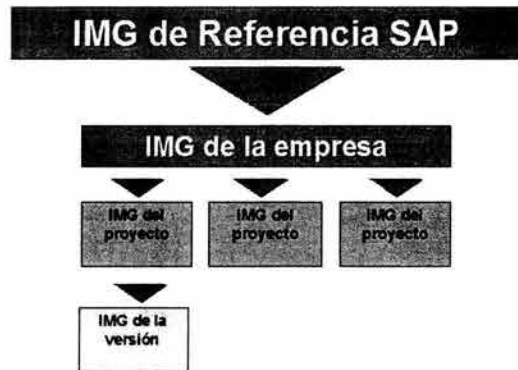 IMG de Referencia SAP
IMG de la empresa
IMG del
proyecto
IMG del
proyecto
IMG del
proyecto
IMG de la
versión